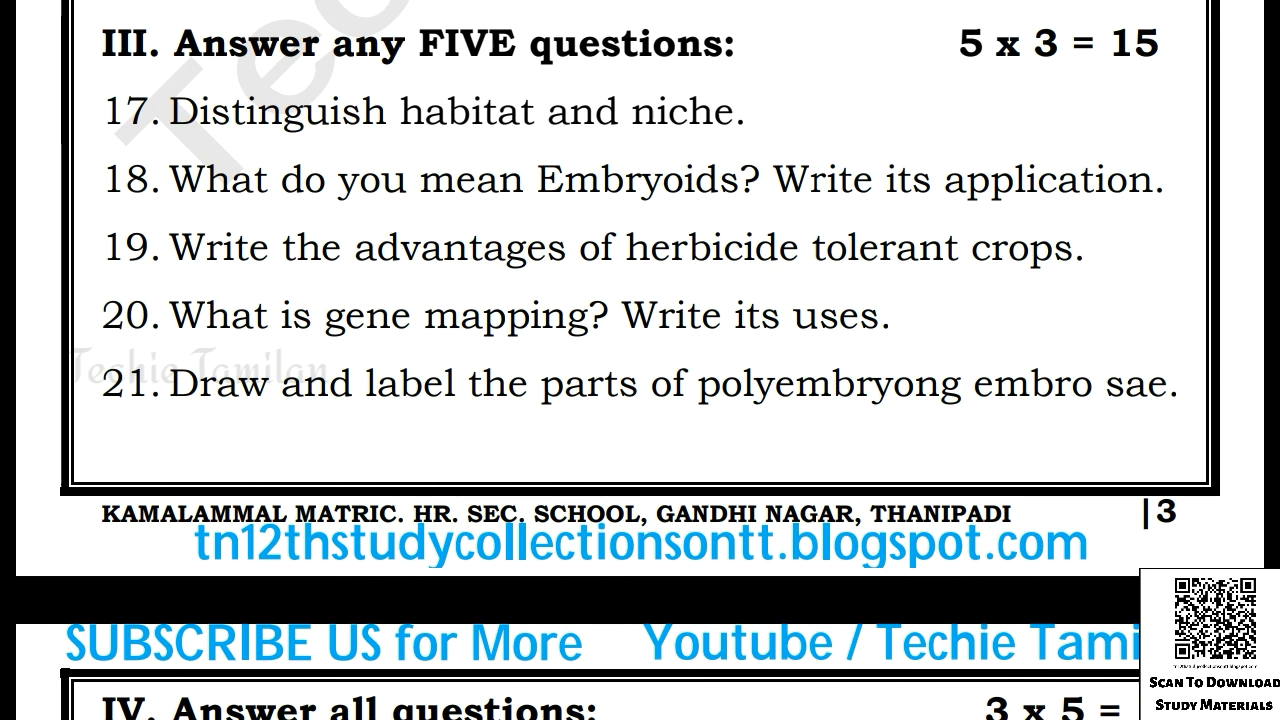 III. Answer any FIVE questions: 5 x 3 = 15
17. Distinguish habitat and niche.
18. What do you mean Embryoids? Write its application.
19. Write the advantages of herbicide tolerant crops.
20. What is gene mapping? Write its uses.
Techie Tamilan
21. Draw and label the parts of polyembryong embro sae.
KAMALAMMAL MATRIC. HR. SEC. SCHOOL, GANDHI NAGAR, THANIPADI |3
tn12thstudycollectionsontt.blogspot.com
SUBSCRIBE US for More Youtube / Techie Tami
SCAN TO DOWNLOAD
STUDY MATERIALS
IV. Answer all questions: 3 x 5 =